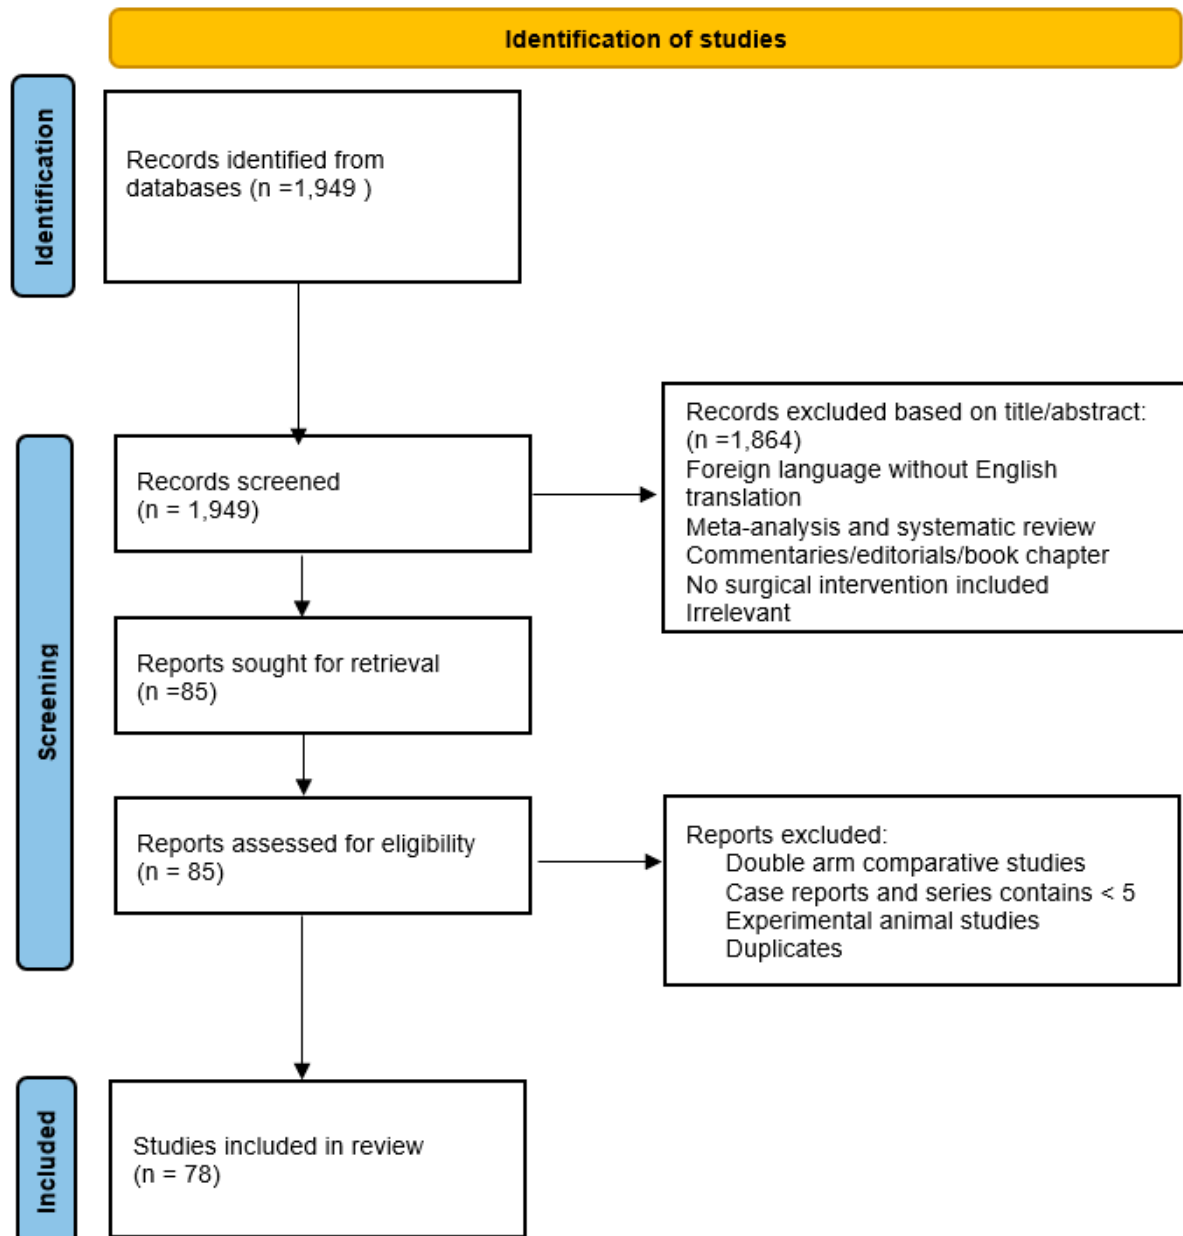 Identification of studies
Identification
Records identified from
databases (n =1,949 )
Screening
Records screened
(n = 1,949)
Records excluded based on title/abstract:
(n =1,864)
Foreign language without English
translation
Meta-analysis and systematic review
Commentaries/editorials/book chapter
No surgical intervention included
Irrelevant
Reports sought for retrieval
(n =85)
Reports assessed for eligibility
(n = 85)
Reports excluded:
Double arm comparative studies
Case reports and series contains < 5
Experimental animal studies
Duplicates
Included
Studies included in review
(n = 78)